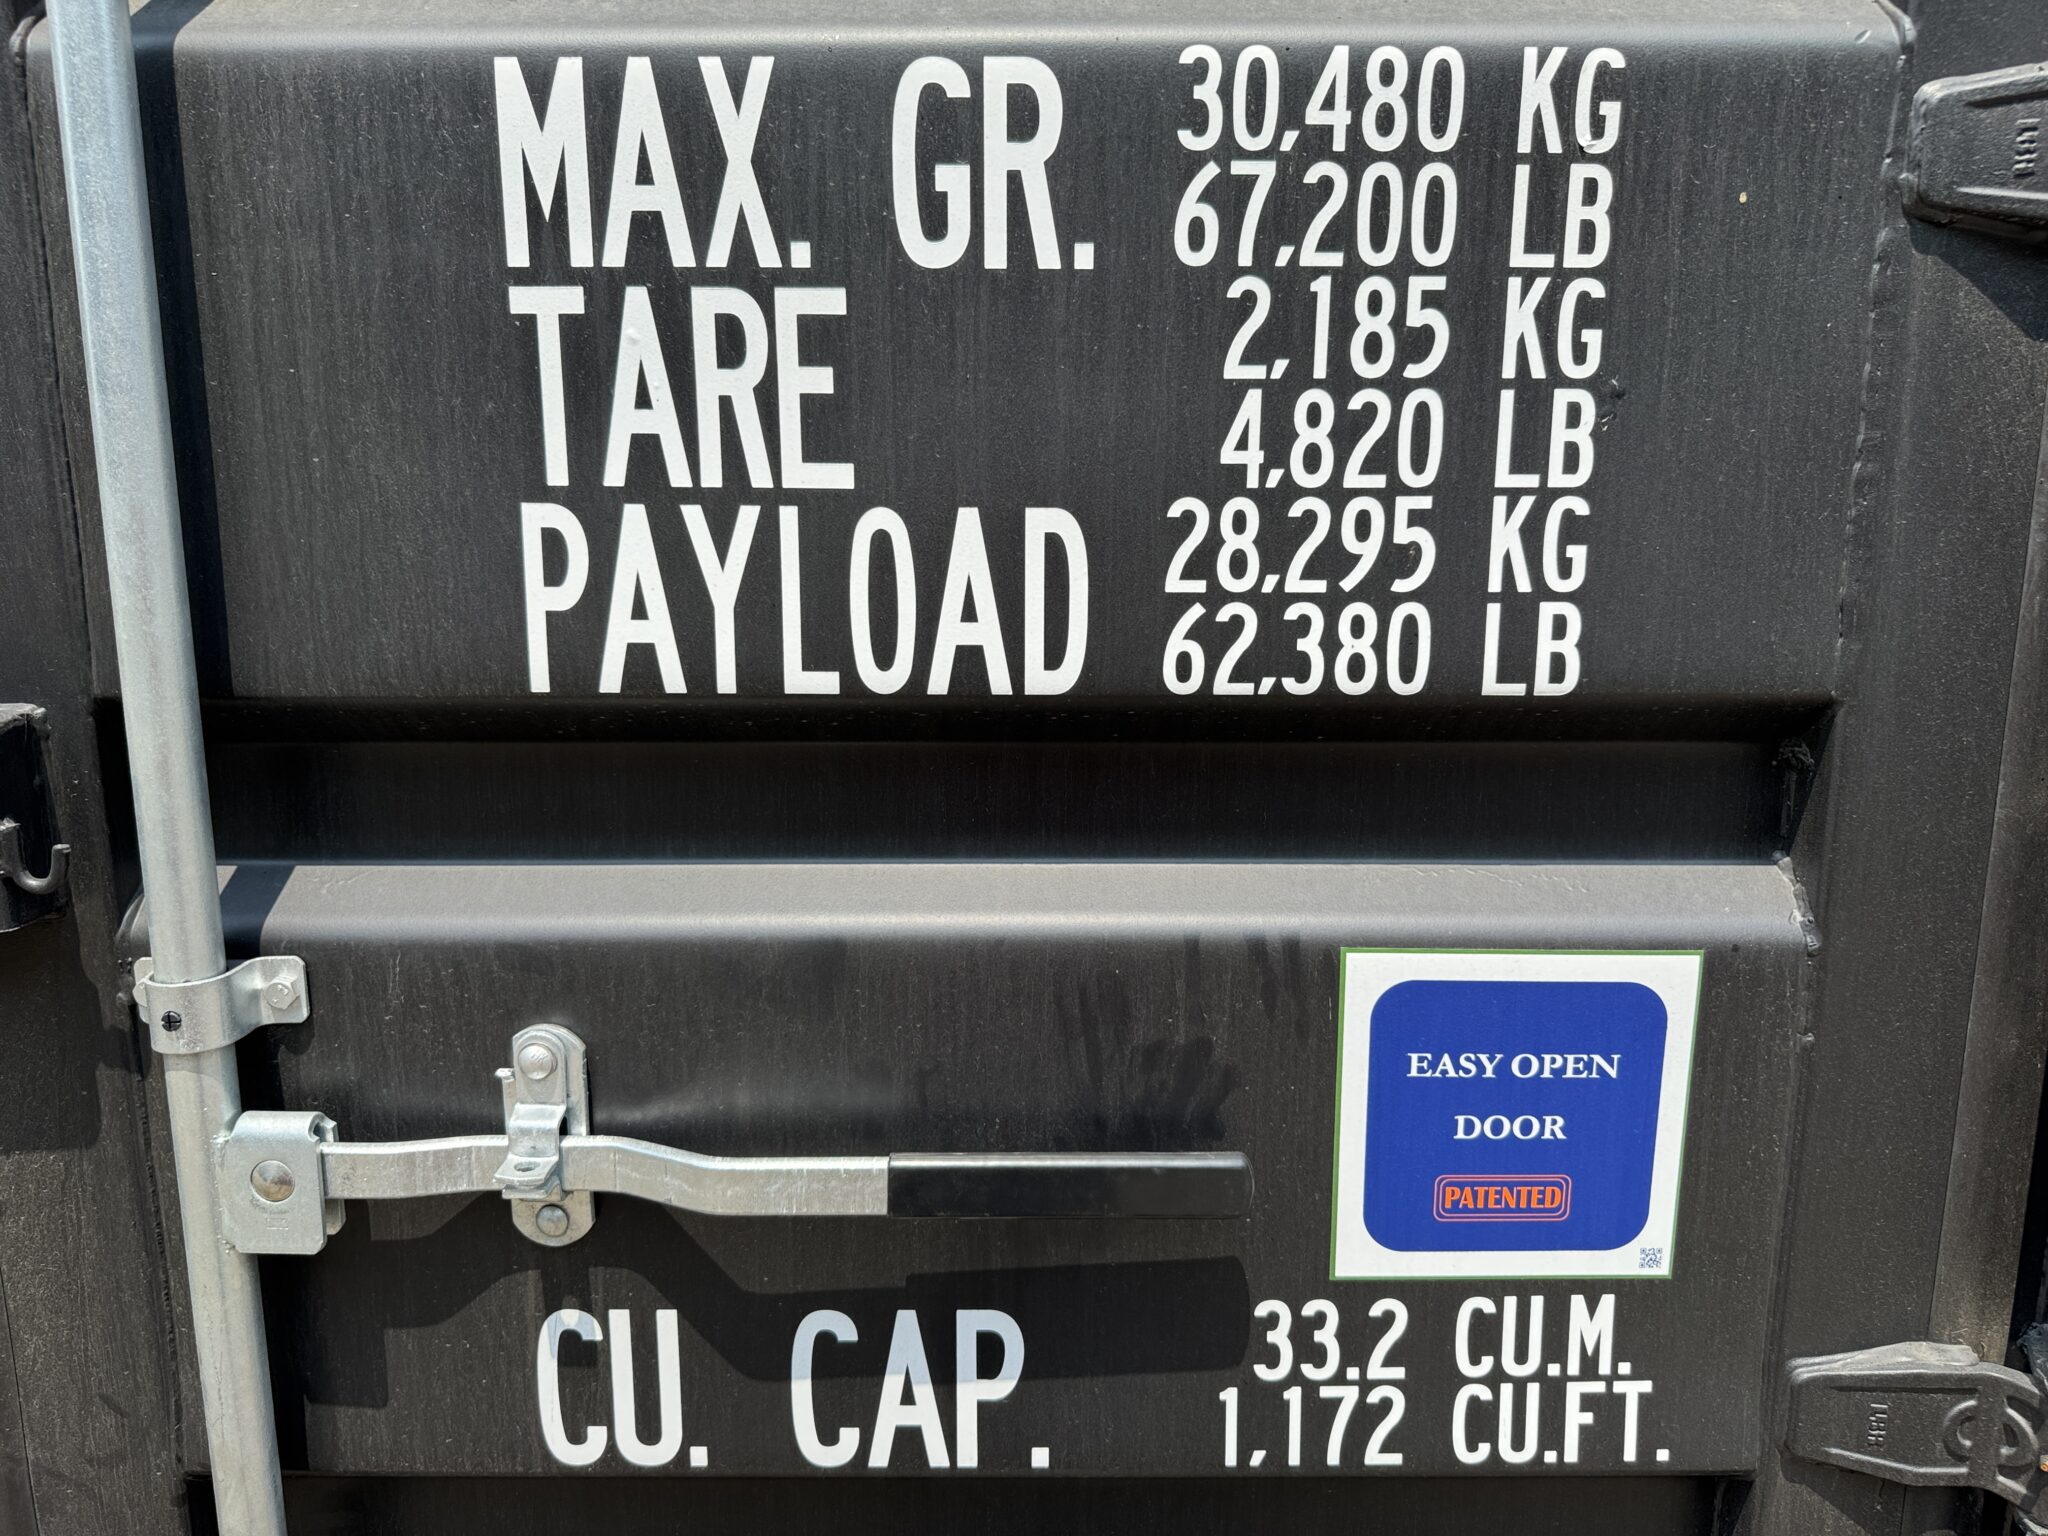 MAX. GR. 30,480 KG
67,200 LB
TARE 2,185 KG
4,820 LB
PAYLOAD 28,295 KG
62,380 LB
EASY OPEN
DOOR
PATENTED
CU. CAP. 33.2 CU.M.
1,172 CU.FT.